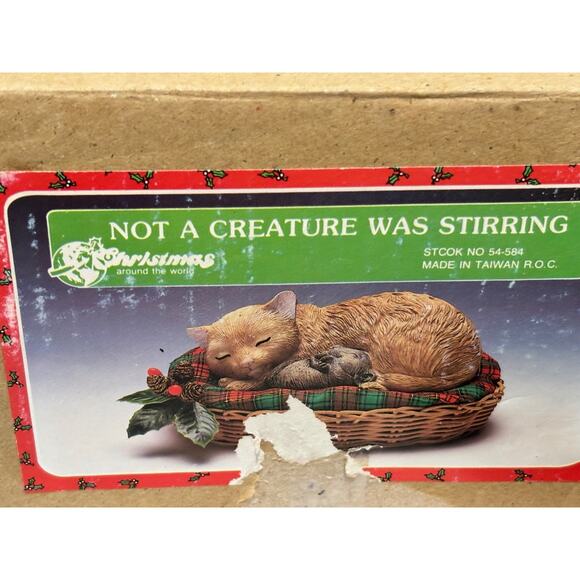 NOT A CREATURE WAS STIRRING
Christmas
around the world
STCOK NO 54-584
MADE IN TAIWAN R.O.C.